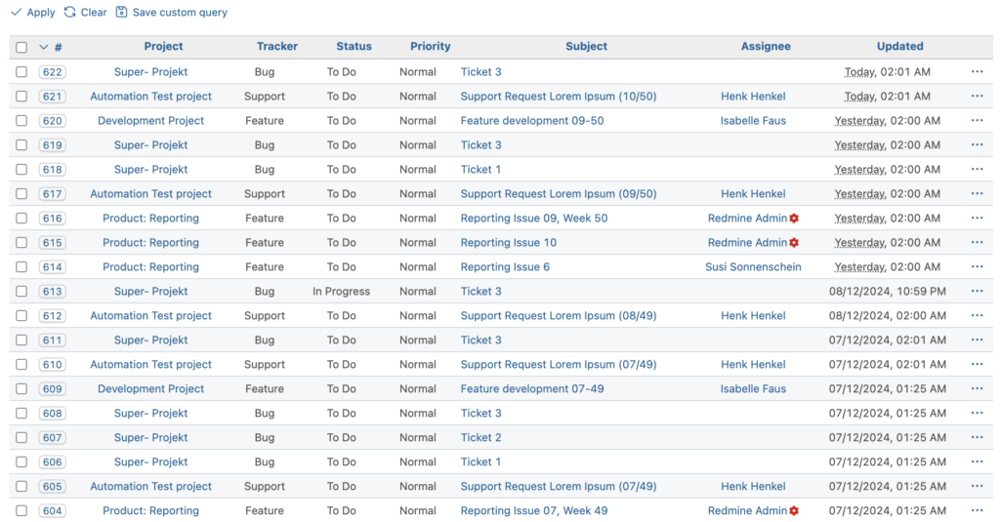 Apply Clear Save custom query
# Project Tracker Status Priority Subject Assignee Updated
622 Super- Projekt Bug To Do Normal Ticket 3 Today, 02:01 AM ...
621 Automation Test project Support To Do Normal Support Request Lorem Ipsum (10/50) Henk Henkel Today, 02:01 AM ...
620 Development Project Feature To Do Normal Feature development 09-50 Isabelle Faus Yesterday, 02:00 AM ...
619 Super- Projekt Bug To Do Normal Ticket 3 Yesterday, 02:00 AM ...
618 Super- Projekt Bug To Do Normal Ticket 1 Yesterday, 02:00 AM ...
617 Automation Test project Support To Do Normal Support Request Lorem Ipsum (09/50) Henk Henkel Yesterday, 02:00 AM ...
616 Product: Reporting Feature To Do Normal Reporting Issue 09, Week 50 Redmine Admin Yesterday, 02:00 AM ...
615 Product: Reporting Feature To Do Normal Reporting Issue 10 Redmine Admin Yesterday, 02:00 AM ...
614 Product: Reporting Feature To Do Normal Reporting Issue 6 Susi Sonnenschein Yesterday, 02:00 AM ...
613 Super- Projekt Bug In Progress Normal Ticket 3 08/12/2024, 10:59 PM ...
612 Automation Test project Support To Do Normal Support Request Lorem Ipsum (08/49) Henk Henkel 08/12/2024, 02:00 AM ...
611 Super- Projekt Bug To Do Normal Ticket 3 07/12/2024, 02:01 AM ...
610 Automation Test project Support To Do Normal Support Request Lorem Ipsum (07/49) Henk Henkel 07/12/2024, 02:01 AM ...
609 Development Project Feature To Do Normal Feature development 07-49 Isabelle Faus 07/12/2024, 01:25 AM ...
608 Super- Projekt Bug To Do Normal Ticket 3 07/12/2024, 01:25 AM ...
607 Super- Projekt Bug To Do Normal Ticket 2 07/12/2024, 01:25 AM ...
606 Super- Projekt Bug To Do Normal Ticket 1 07/12/2024, 01:25 AM ...
605 Automation Test project Support To Do Normal Support Request Lorem Ipsum (07/49) Henk Henkel 07/12/2024, 01:25 AM ...
604 Product: Reporting Feature To Do Normal Reporting Issue 07, Week 49 Redmine Admin 07/12/2024, 01:25 AM ...